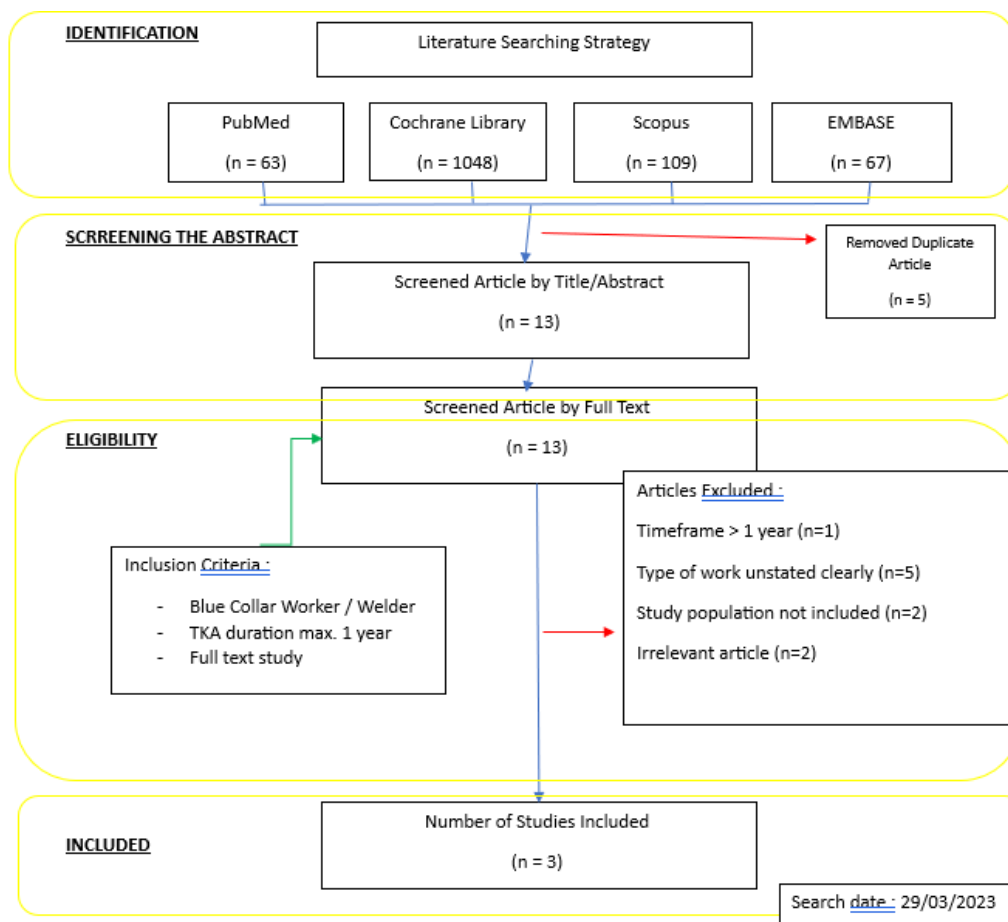 IDENTIFICATION
Literature Searching Strategy
PubMed
(n = 63)
Cochrane Library
(n = 1048)
Scopus
(n = 109)
EMBASE
(n = 67)
SCRREENING THE ABSTRACT
Removed Duplicate
Article
(n = 5)
Screened Article by Title/Abstract
(n = 13)
Screened Article by Full Text
(n = 13)
ELIGIBILITY
Articles Excluded :
Timeframe > 1 year (n=1)
Type of work unstated clearly (n=5)
Study population not included (n=2)
Irrelevant article (n=2)
Inclusion Criteria :
- Blue Collar Worker / Welder
- TKA duration max. 1 year
- Full text study
Number of Studies Included
(n = 3)
INCLUDED
Search date : 29/03/2023